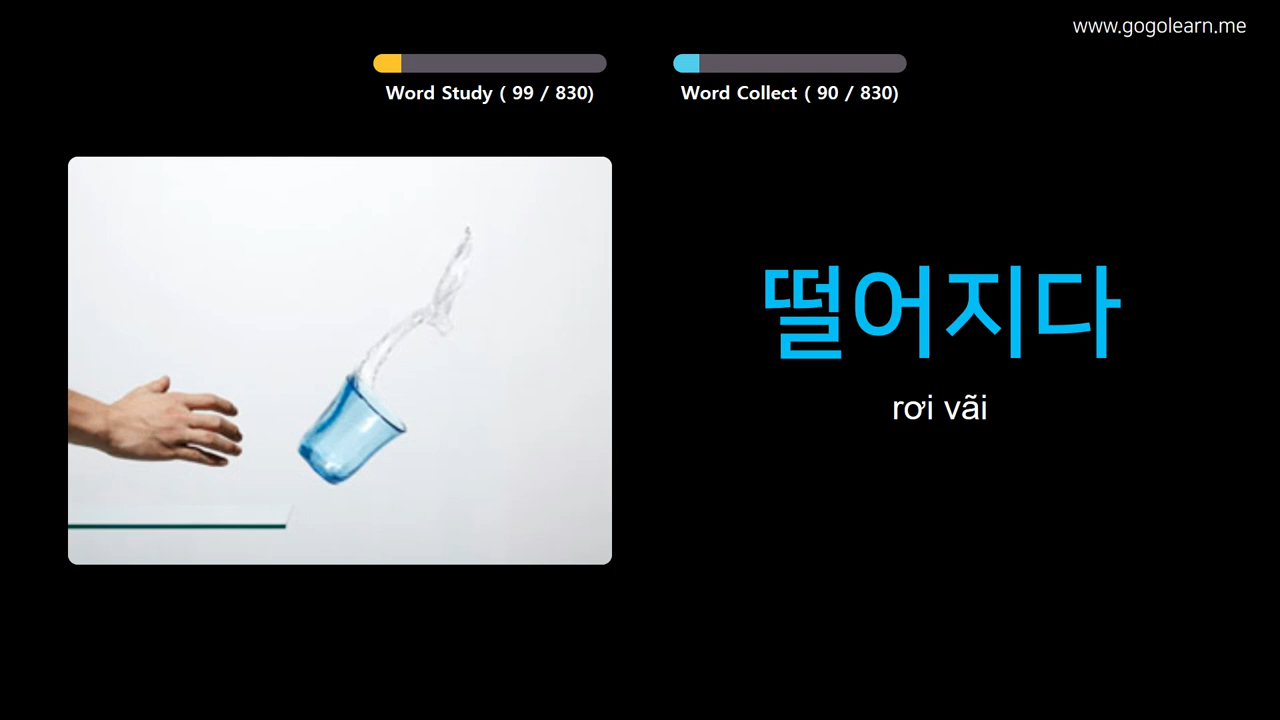 www.gogolearn.me
Word Study ( 99 / 830)
Word Collect ( 90 / 830)
떨어지다
rơi vãi